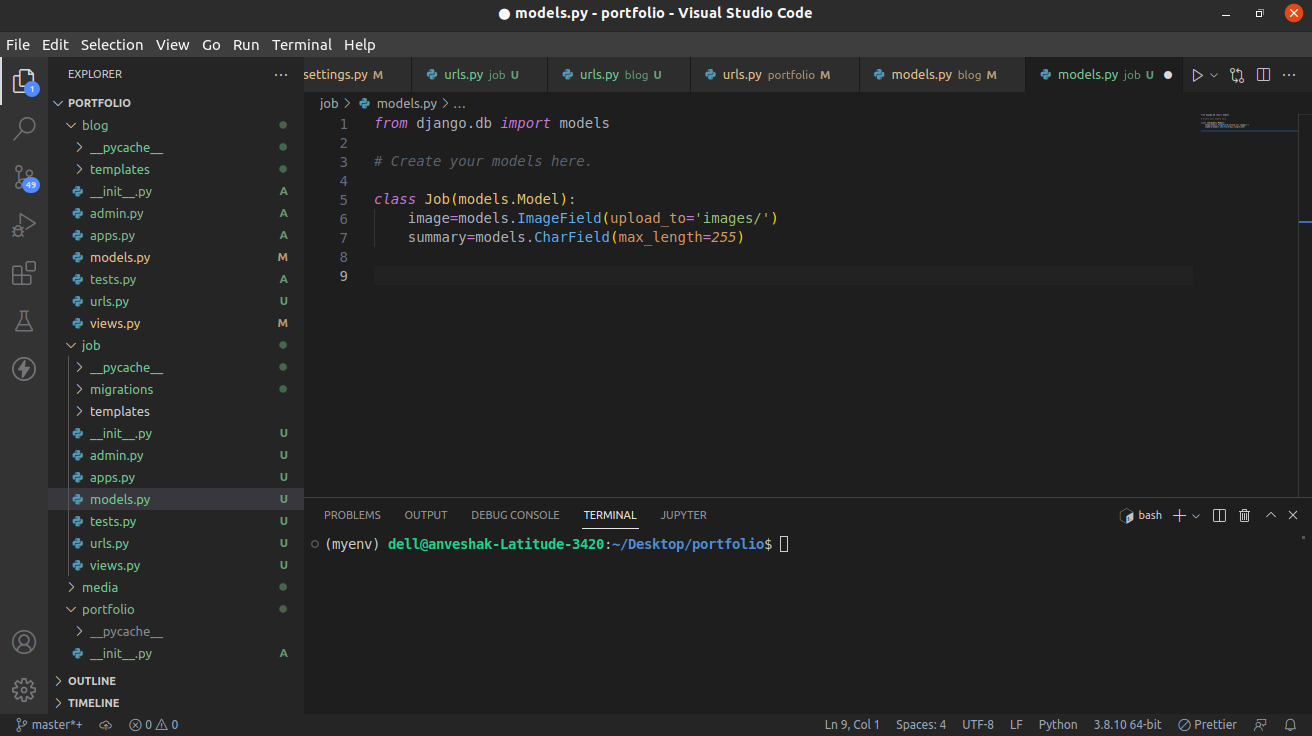 ● models.py - portfolio - Visual Studio Code
File Edit Selection View Go Run Terminal Help
EXPLORER ···
settings.py M urls.py job U urls.py blog U urls.py portfolio M models.py blog M models.py job U ●
1
49
PORTFOLIO
blog
__pycache__
templates
__init__.py A
admin.py A
apps.py A
models.py M
tests.py A
urls.py U
views.py M
job
__pycache__
migrations
templates
__init__.py U
admin.py U
apps.py U
models.py U
tests.py U
urls.py U
views.py U
media
portfolio
__pycache__
__init__.py A
OUTLINE
TIMELINE
job > models.py > ...
1 from django.db import models
2
3 # Create your models here.
4
5 class Job(models.Model):
6 image=models.ImageField(upload_to='images/')
7 summary=models.CharField(max_length=255)
8
9
PROBLEMS OUTPUT DEBUG CONSOLE TERMINAL JUPYTER bash
(myenv) dell@anveshak-Latitude-3420:~/Desktop/portfolio$
master*+ 0 0 Ln 9, Col 1 Spaces: 4 UTF-8 LF Python 3.8.10 64-bit Prettier